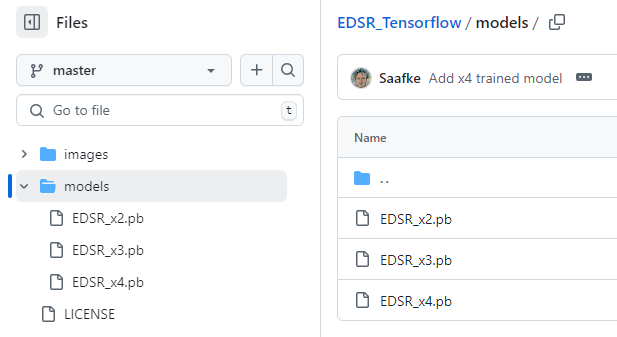 Files
master
Go to file
t
images
models
EDSR_x2.pb
EDSR_x3.pb
EDSR_x4.pb
LICENSE
EDSR_Tensorflow / models /
Saafke Add x4 trained model
Name
..
EDSR_x2.pb
EDSR_x3.pb
EDSR_x4.pb